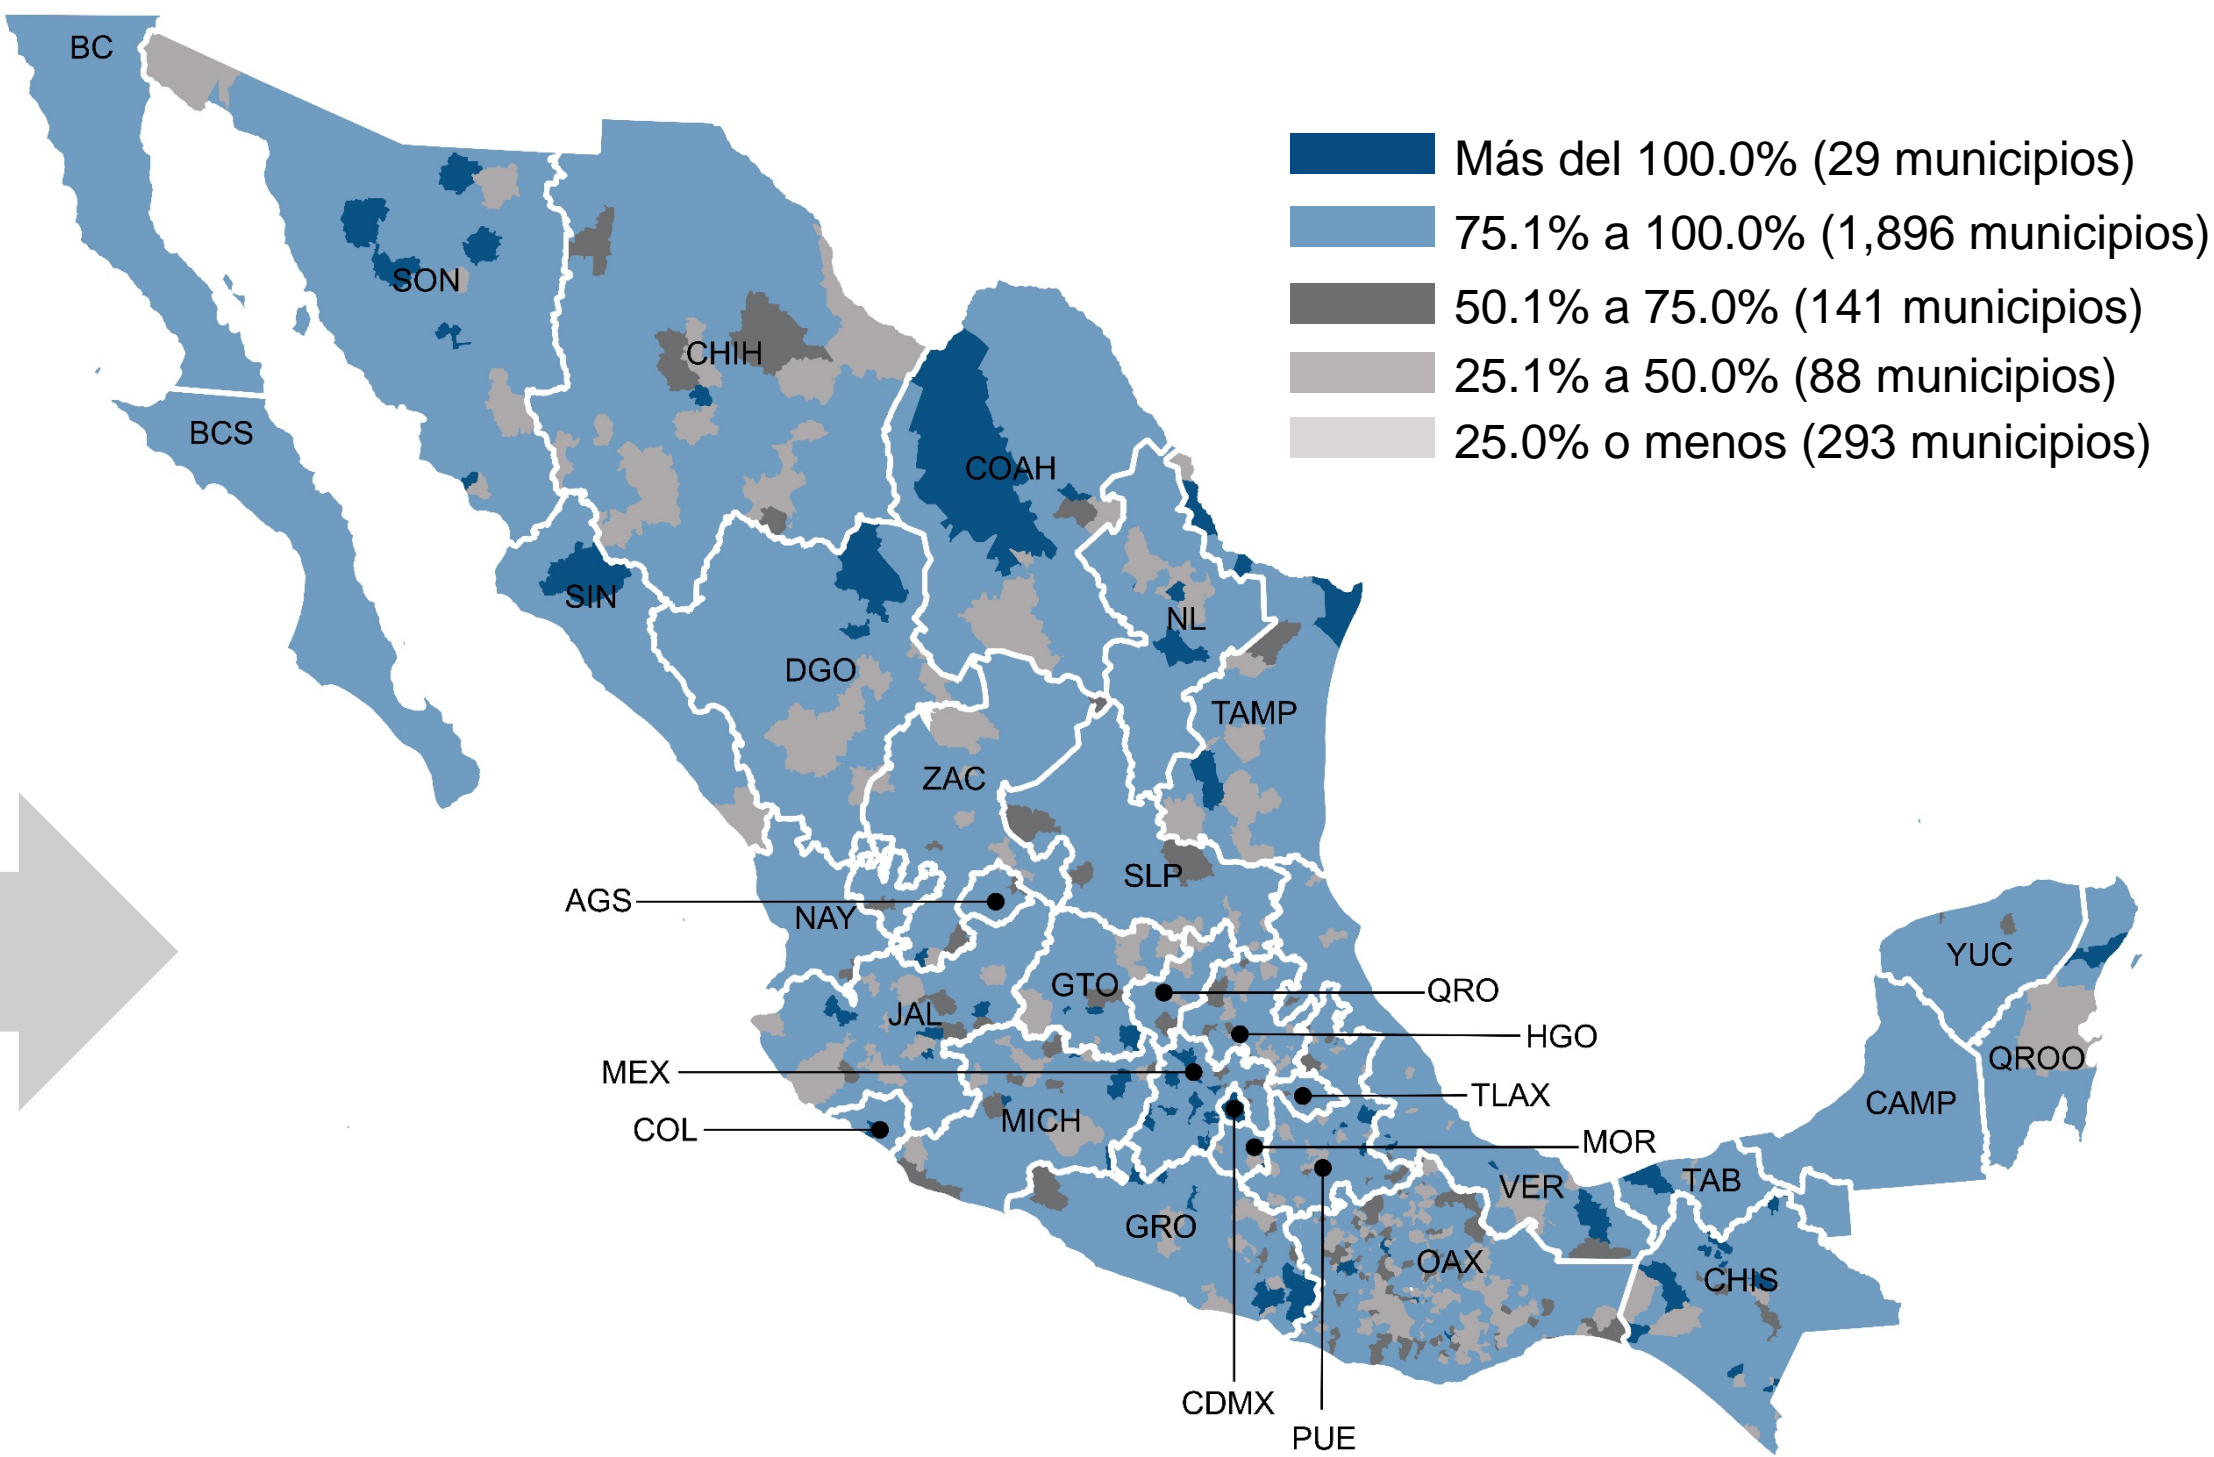 BC
Más del 100.0% (29 municipios)
75.1% a 100.0% (1,896 municipios)
50.1% a 75.0% (141 municipios)
25.1% a 50.0% (88 municipios)
25.0% o menos (293 municipios)
SON
CHIH
BCS
COAH
SIN
NL
DGO
TAMP
ZAC
SLP
AGS
NAY
YUC
GTO
QRO
JAL
HGO
QROO
MEX
TLAX
CAMP
MICH
COL
MOR
TAB
VER
GRO
OAX
CHIS
CDMX
PUE